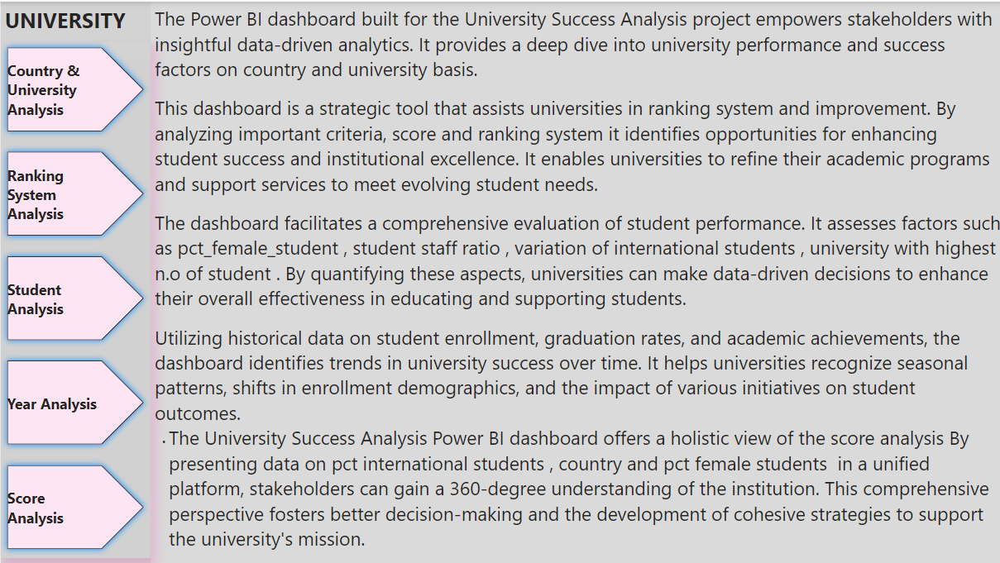 UNIVERSITY
Country &
University
Analysis
Ranking
System
Analysis
Student
Analysis
Year Analysis
Score
Analysis
The Power BI dashboard built for the University Success Analysis project empowers stakeholders with
insightful data-driven analytics. It provides a deep dive into university performance and success
factors on country and university basis.
This dashboard is a strategic tool that assists universities in ranking system and improvement. By
analyzing important criteria, score and ranking system it identifies opportunities for enhancing
student success and institutional excellence. It enables universities to refine their academic programs
and support services to meet evolving student needs.
The dashboard facilitates a comprehensive evaluation of student performance. It assesses factors such
as pct_female_student , student staff ratio , variation of international students , university with highest
n.o of student . By quantifying these aspects, universities can make data-driven decisions to enhance
their overall effectiveness in educating and supporting students.
Utilizing historical data on student enrollment, graduation rates, and academic achievements, the
dashboard identifies trends in university success over time. It helps universities recognize seasonal
patterns, shifts in enrollment demographics, and the impact of various initiatives on student
outcomes.
. The University Success Analysis Power BI dashboard offers a holistic view of the score analysis By
presenting data on pct international students , country and pct female students  in a unified
platform, stakeholders can gain a 360-degree understanding of the institution. This comprehensive
perspective fosters better decision-making and the development of cohesive strategies to support
the university's mission.